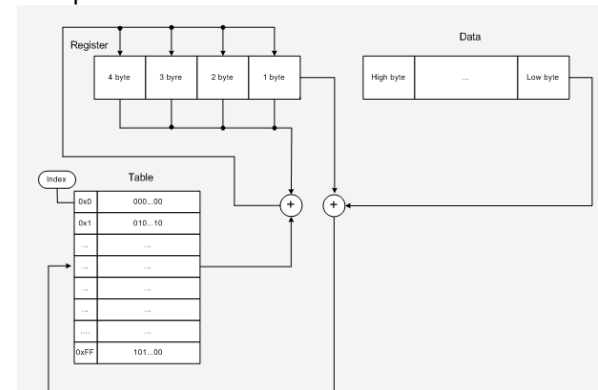 Register
Data
4 byte 3 byre 2 byte 1 byte
High byte ... Low byte
Index
Table
0x0 000...00
0x1 010...10
... ...
... ...
... ...
... ...
.... ...
0xFF 101...00
+ +